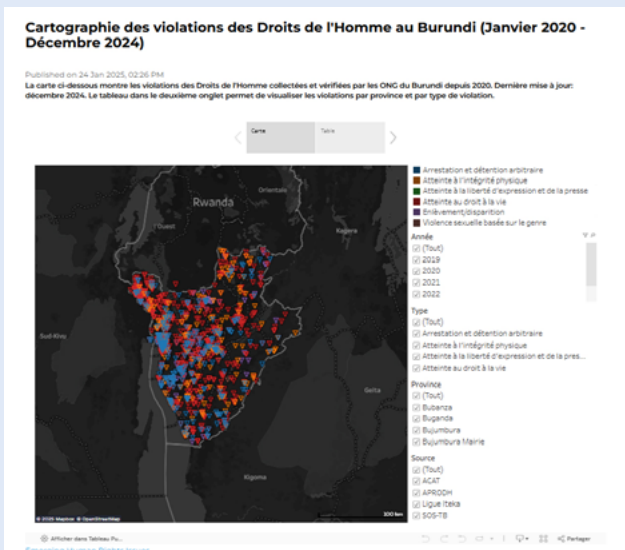 Cartographie des violations des Droits de l'Homme au Burundi (Janvier 2020 -
Décembre 2024)
Published on 24 Jan 2025, 02:26 PM
La carte ci-dessous montre les violations des Droits de l'Homme collectées et vérifiées par les ONG du Burundi depuis 2020. Dernière mise à jour:
décembre 2024. Le tableau dans le deuxième onglet permet de visualiser les violations par province et par type de violation.
Carte
Table
Arrestation et détention arbitraire
Atteinte à l'intégrité physique
Atteinte à la liberté d'expression et de la presse
Atteinte au droit à la vie
Enlèvement/disparition
Violence sexuelle basée sur le genre
Orientale
Rwanda
l'Ouest
Kagera
Sud-Kivu
Geita
Kigoma
100 km
Mapbox © OpenStreetMap
Année
(Tout)
2019
2020
2021
2022
Type
(Tout)
Arrestation et détention arbitraire
Atteinte à l'intégrité physique
Atteinte à la liberté d'expression et de la pres...
Atteinte au droit à la vie
Province
(Tout)
Bubanza
Buganda
Bujumbura
Bujumbura Mairie
Source
(Tout)
ACAT
APRODH
Ligue Iteka
SOS-TB
Afficher dans Tableau Pu...
Partager